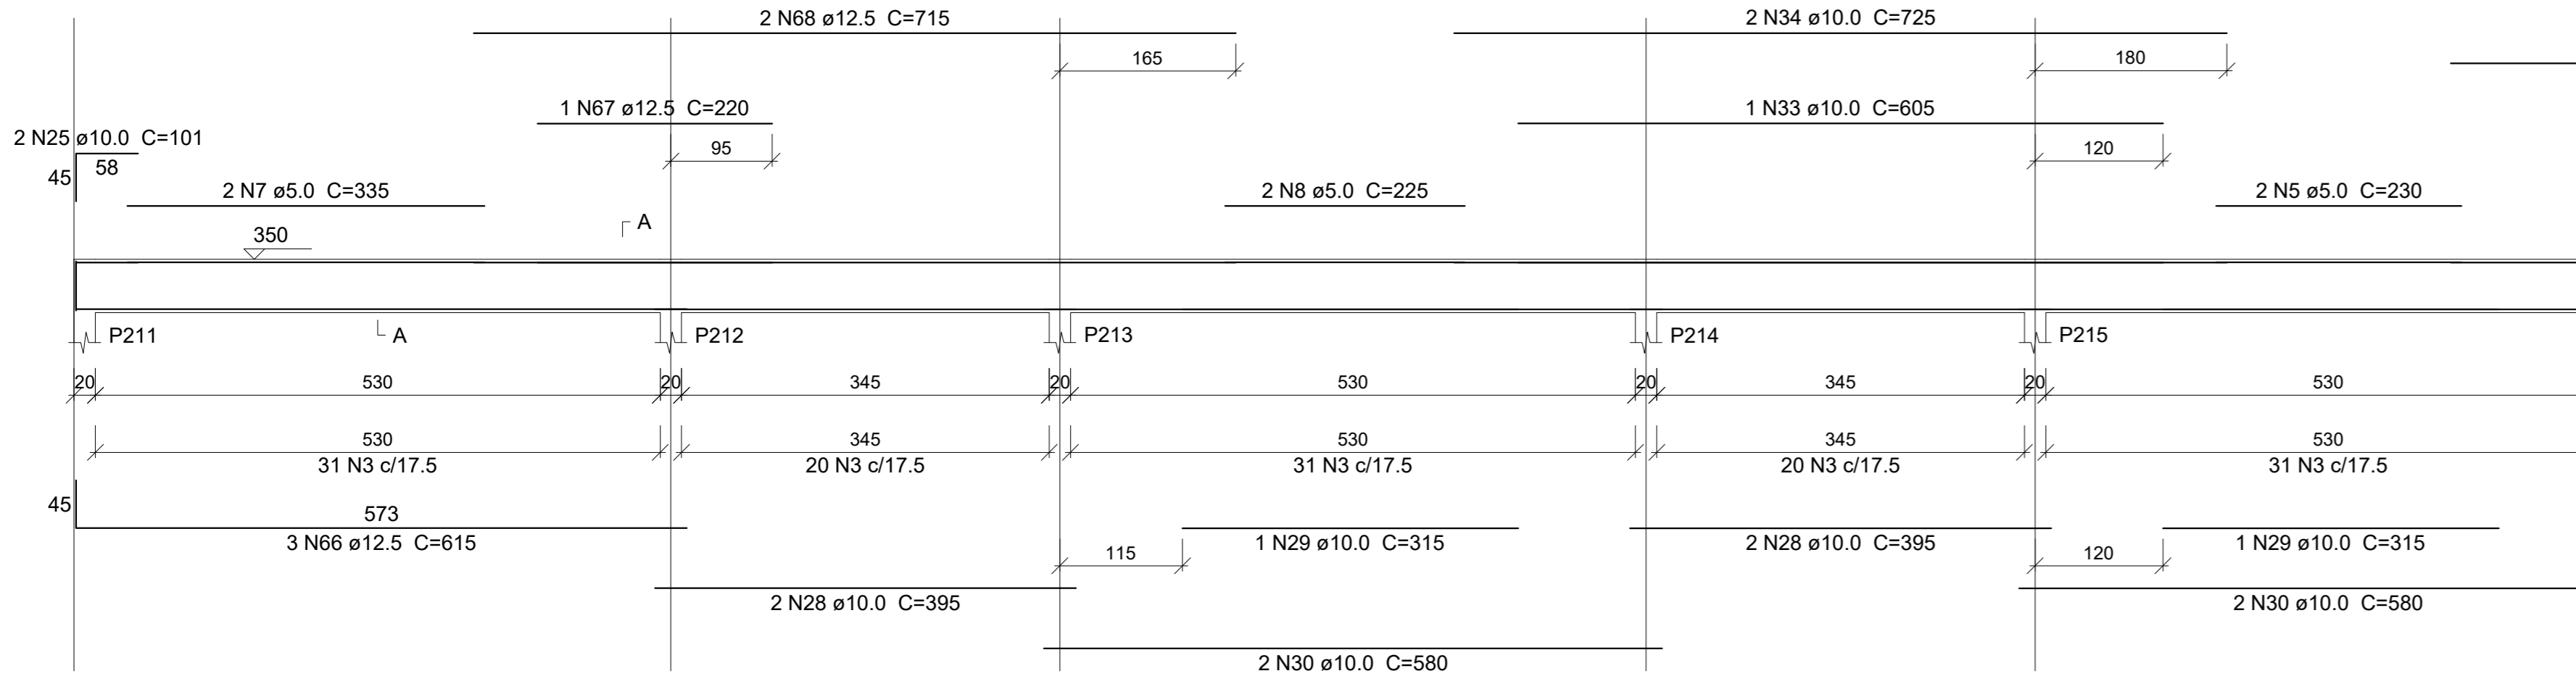 2 N68 ø12.5 C=715
2 N34 ø10.0 C=725
165
180
1 N67 ø12.5 C=220
1 N33 ø10.0 C=605
2 N25 ø10.0 C=101
95
120
58
45
2 N7 ø5.0 C=335
2 N8 ø5.0 C=225
2 N5 ø5.0 C=230
A
350
P211
A
P212
P213
P214
P215
20
530
20
345
20
530
20
345
20
530
530
345
530
345
530
31 N3 c/17.5
20 N3 c/17.5
31 N3 c/17.5
20 N3 c/17.5
31 N3 c/17.5
45
573
3 N66 ø12.5 C=615
1 N29 ø10.0 C=315
2 N28 ø10.0 C=395
1 N29 ø10.0 C=315
115
120
2 N28 ø10.0 C=395
2 N30 ø10.0 C=580
2 N30 ø10.0 C=580